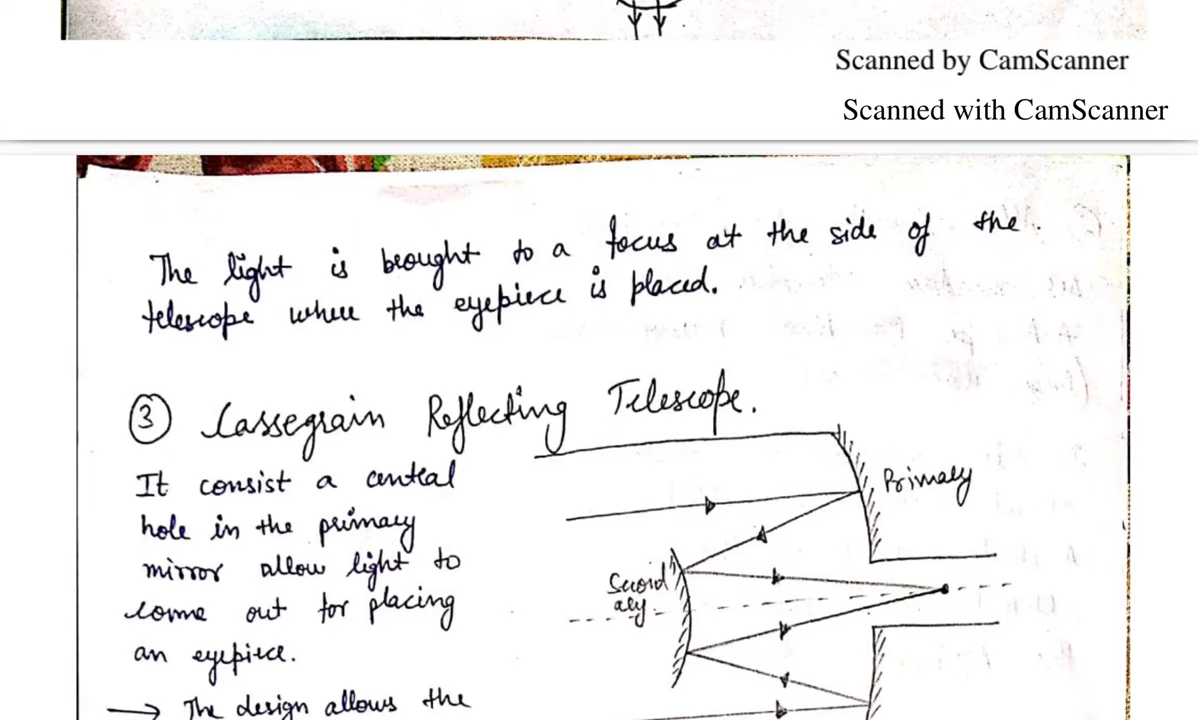 Scanned by CamScanner
Scanned with CamScanner
The light is brought to a focus at the side of the
telescope where the eyepiece is placed.
③ Cassegrain Reflecting Telescope.
It consist a central
hole in the primary
mirror allow light to
come out for placing
an eyepiece.
→ The design allows the
Primary
Second
ary